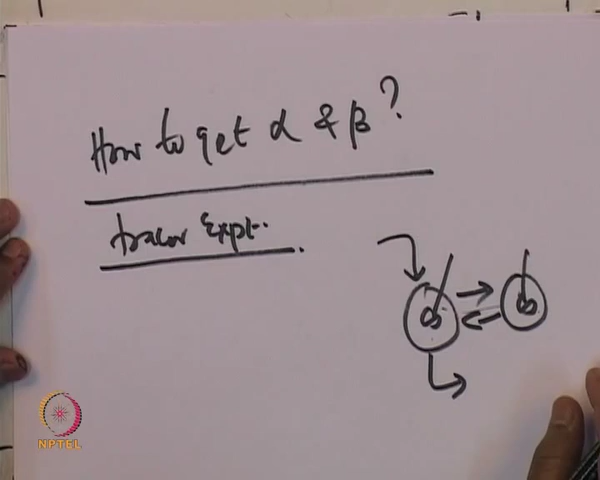 How to get α & β?
tracer Expt.
NPTEL